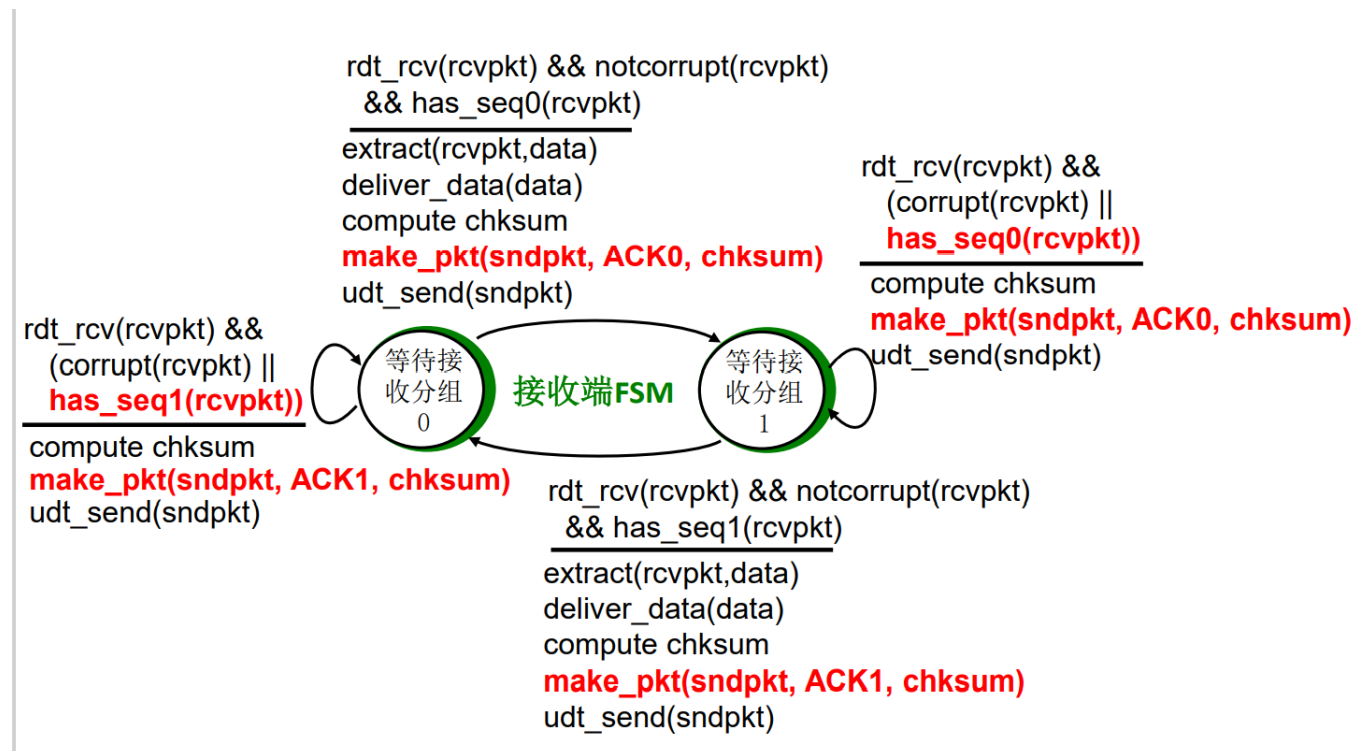 rdt_rcv(rcvpkt) && notcorrupt(rcvpkt)
&& has_seq0(rcvpkt)
extract(rcvpkt,data)
deliver_data(data)
compute chksum
make_pkt(sndpkt, ACK0, chksum)
udt_send(sndpkt)
rdt_rcv(rcvpkt) &&
(corrupt(rcvpkt) ||
has_seq0(rcvpkt))
compute chksum
make_pkt(sndpkt, ACK0, chksum)
udt_send(sndpkt)
rdt_rcv(rcvpkt) &&
(corrupt(rcvpkt) ||
has_seq1(rcvpkt))
compute chksum
make_pkt(sndpkt, ACK1, chksum)
udt_send(sndpkt)
等待接
收分组
0
接收端FSM
等待接
收分组
1
rdt_rcv(rcvpkt) && notcorrupt(rcvpkt)
&& has_seq1(rcvpkt)
extract(rcvpkt,data)
deliver_data(data)
compute chksum
make_pkt(sndpkt, ACK1, chksum)
udt_send(sndpkt)